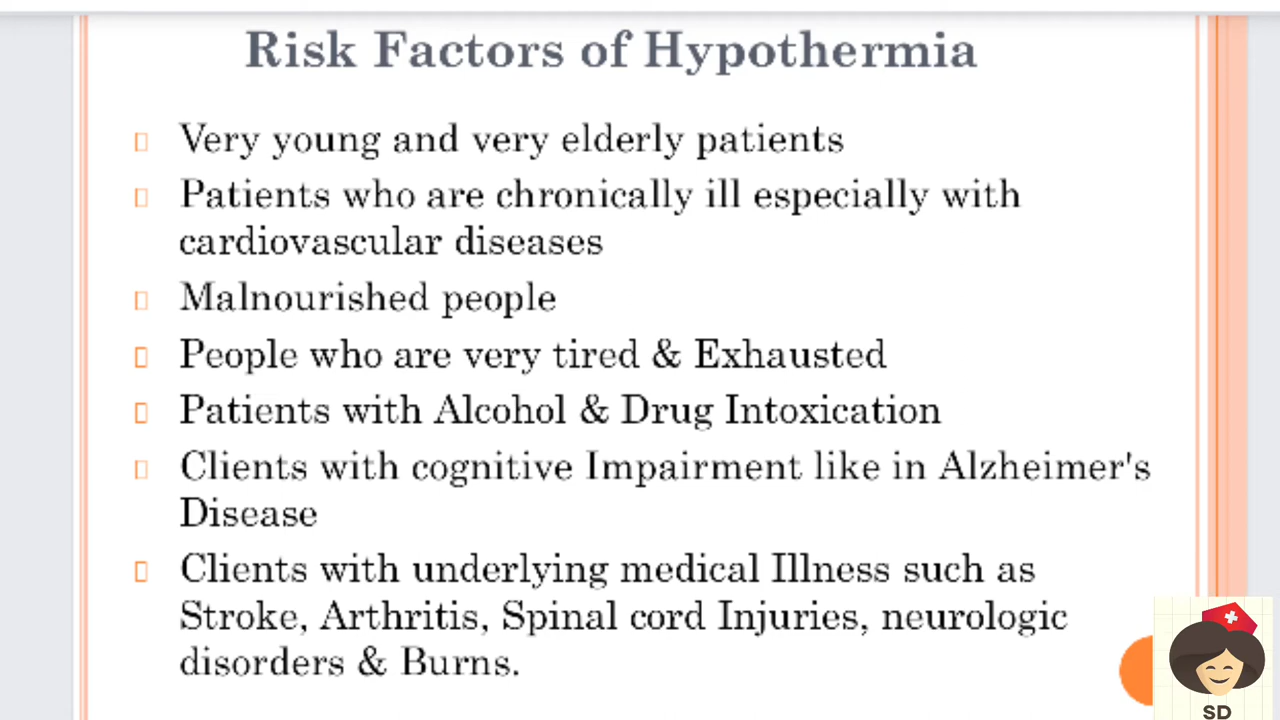 Risk Factors of Hypothermia
Very young and very elderly patients
Patients who are chronically ill especially with
cardiovascular diseases
Malnourished people
People who are very tired & Exhausted
Patients with Alcohol & Drug Intoxication
Clients with cognitive Impairment like in Alzheimer's
Disease
Clients with underlying medical Illness such as
Stroke, Arthritis, Spinal cord Injuries, neurologic
disorders & Burns.
SD